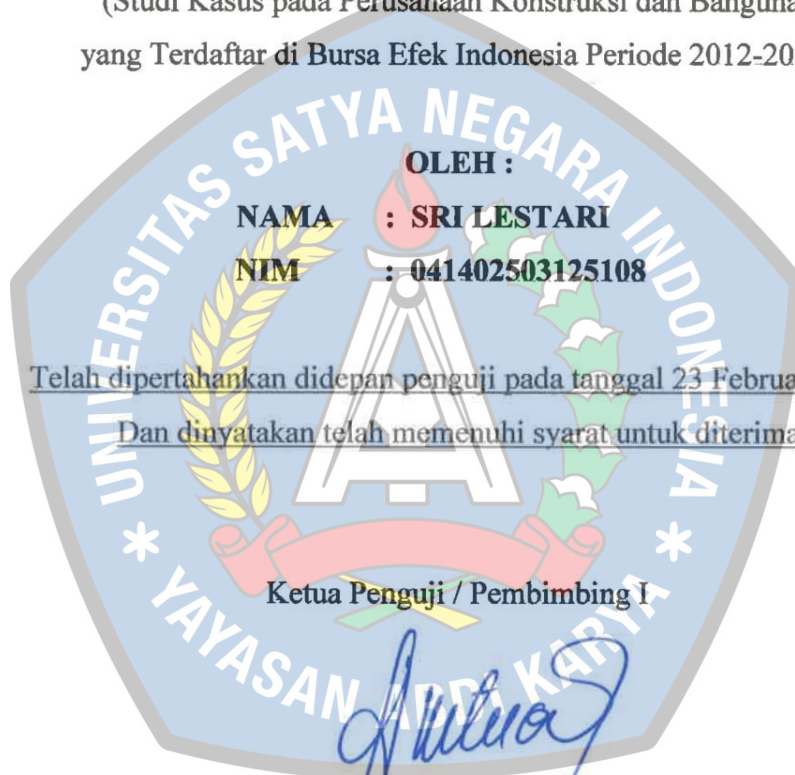 (Studi Kasus pada Perusahaan Konstruksi dan Banguna
yang Terdaftar di Bursa Efek Indonesia Periode 2012-20
OLEH :
NAMA : SRI LESTARI
NIM : 041402503125108
Telah dipertahankan didepan penguji pada tanggal 23 Februa
Dan dinyatakan telah memenuhi syarat untuk diterima
Ketua Penguji / Pembimbing I
UNIVERSITAS SATYA NEGARA INDONESIA
* YAYASAN ABDI KARYA *